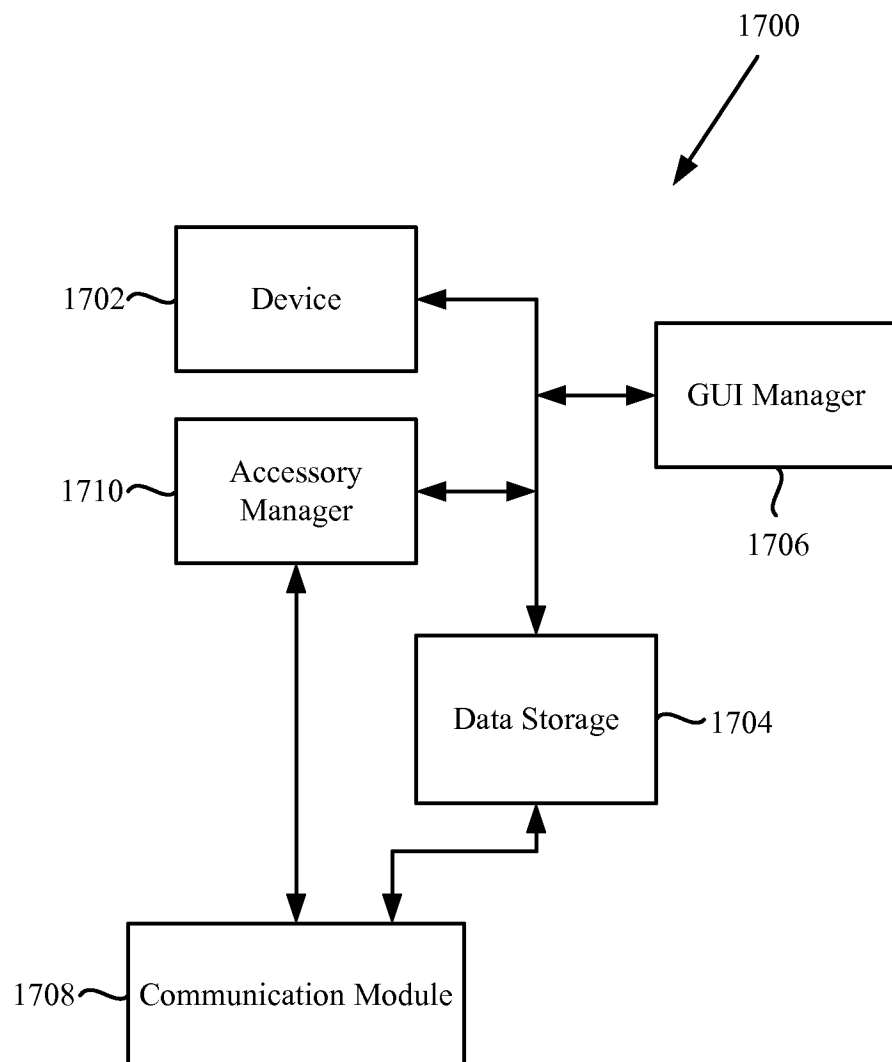 1700
1702
Device
GUI Manager
1706
1710
Accessory
Manager
Data Storage
1704
1708
Communication Module